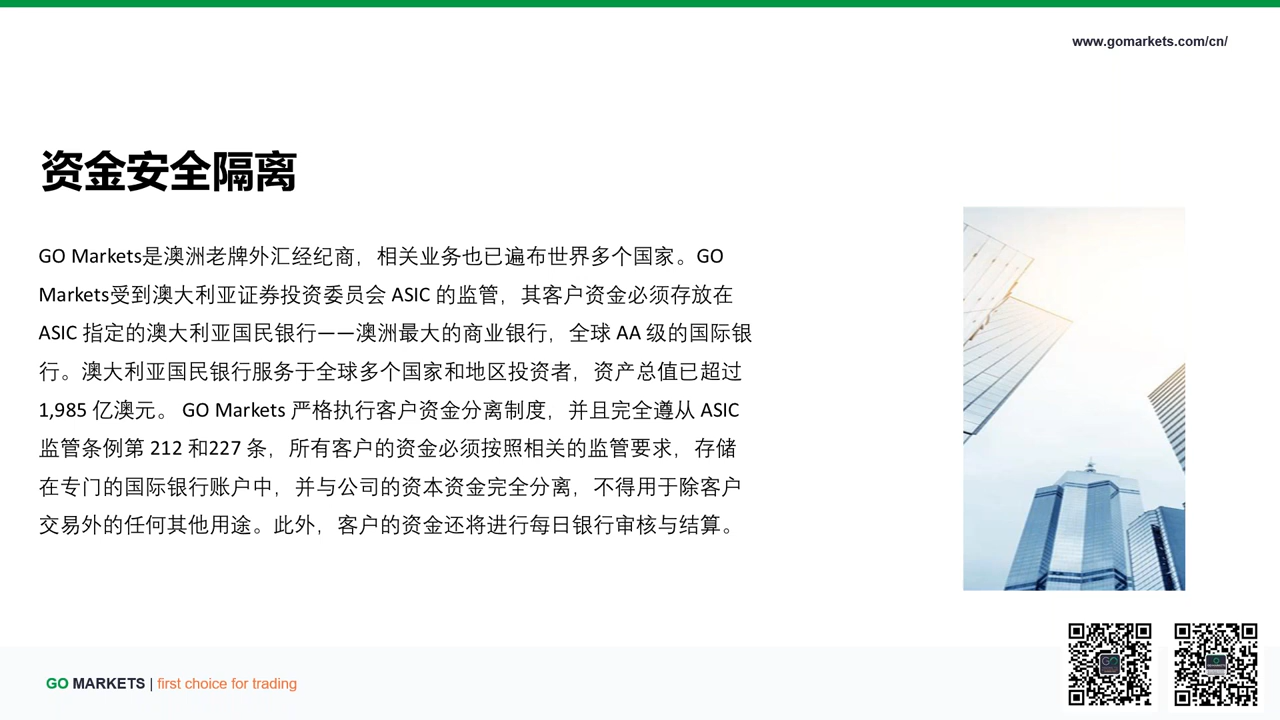 www.gomarkets.com/cn/
资金安全隔离
GO Markets是澳洲老牌外汇经纪商，相关业务也已遍布世界多个国家。GO
Markets受到澳大利亚证券投资委员会 ASIC 的监管，其客户资金必须存放在
ASIC 指定的澳大利亚国民银行——澳洲最大的商业银行，全球 AA 级的国际银
行。澳大利亚国民银行服务于全球多个国家和地区投资者，资产总值已超过
1,985 亿澳元。 GO Markets 严格执行客户资金分离制度，并且完全遵从 ASIC
监管条例第 212 和227 条，所有客户的资金必须按照相关的监管要求，存储
在专门的国际银行账户中，并与公司的资本资金完全分离，不得用于除客户
交易外的任何其他用途。此外，客户的资金还将进行每日银行审核与结算。
GO MARKETS | first choice for trading